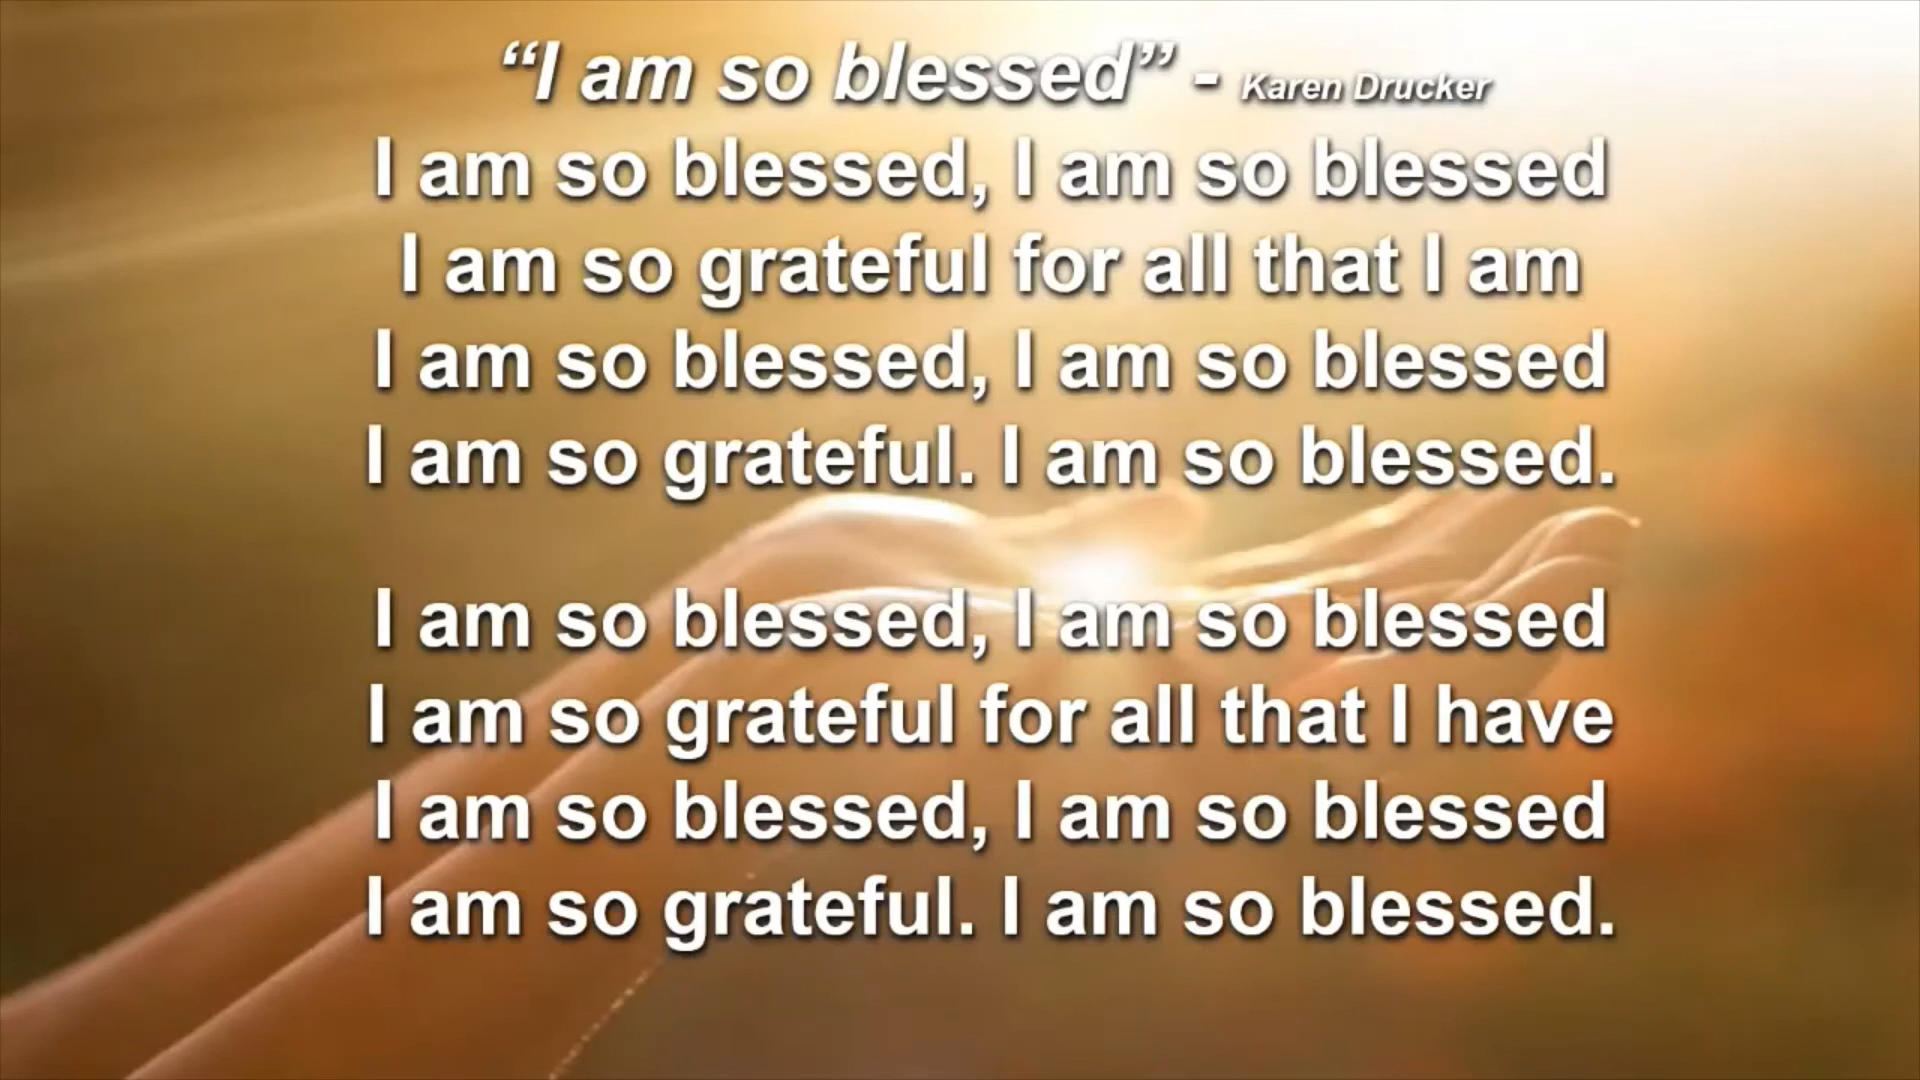 “I am so blessed” - Karen Drucker
I am so blessed, I am so blessed
I am so grateful for all that I am
I am so blessed, I am so blessed
I am so grateful. I am so blessed.
I am so blessed, I am so blessed
I am so grateful for all that I have
I am so blessed, I am so blessed
I am so grateful. I am so blessed.